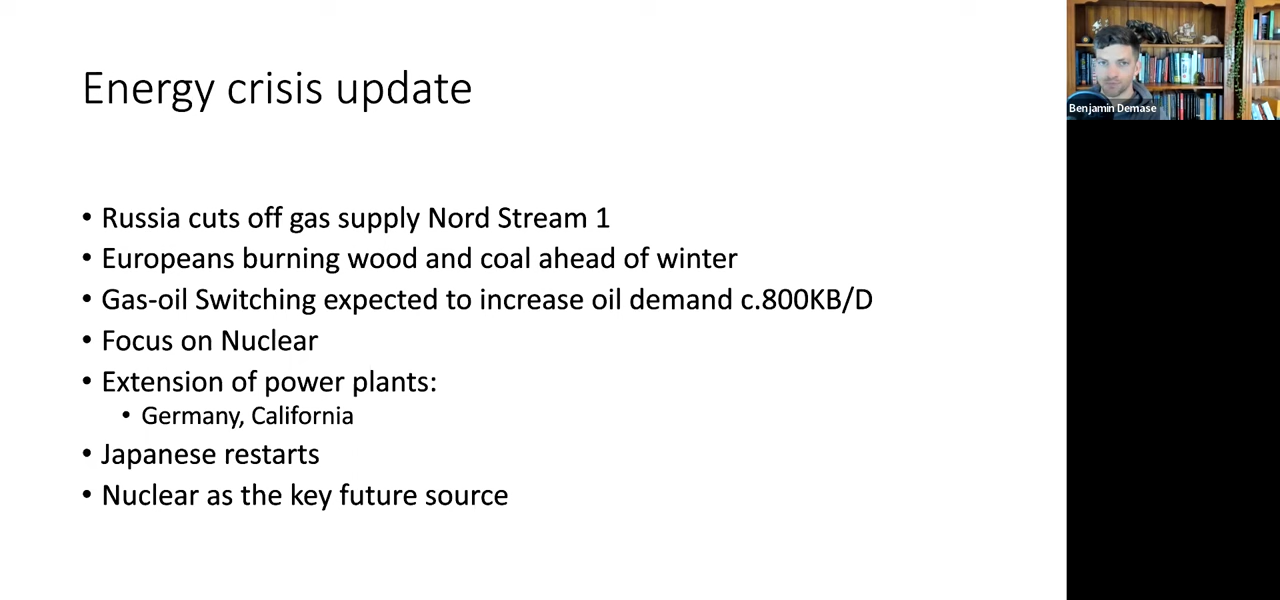 Energy crisis update
• Russia cuts off gas supply Nord Stream 1
• Europeans burning wood and coal ahead of winter
• Gas-oil Switching expected to increase oil demand c.800KB/D
• Focus on Nuclear
• Extension of power plants:
• Germany, California
• Japanese restarts
• Nuclear as the key future source
Benjamin Demase